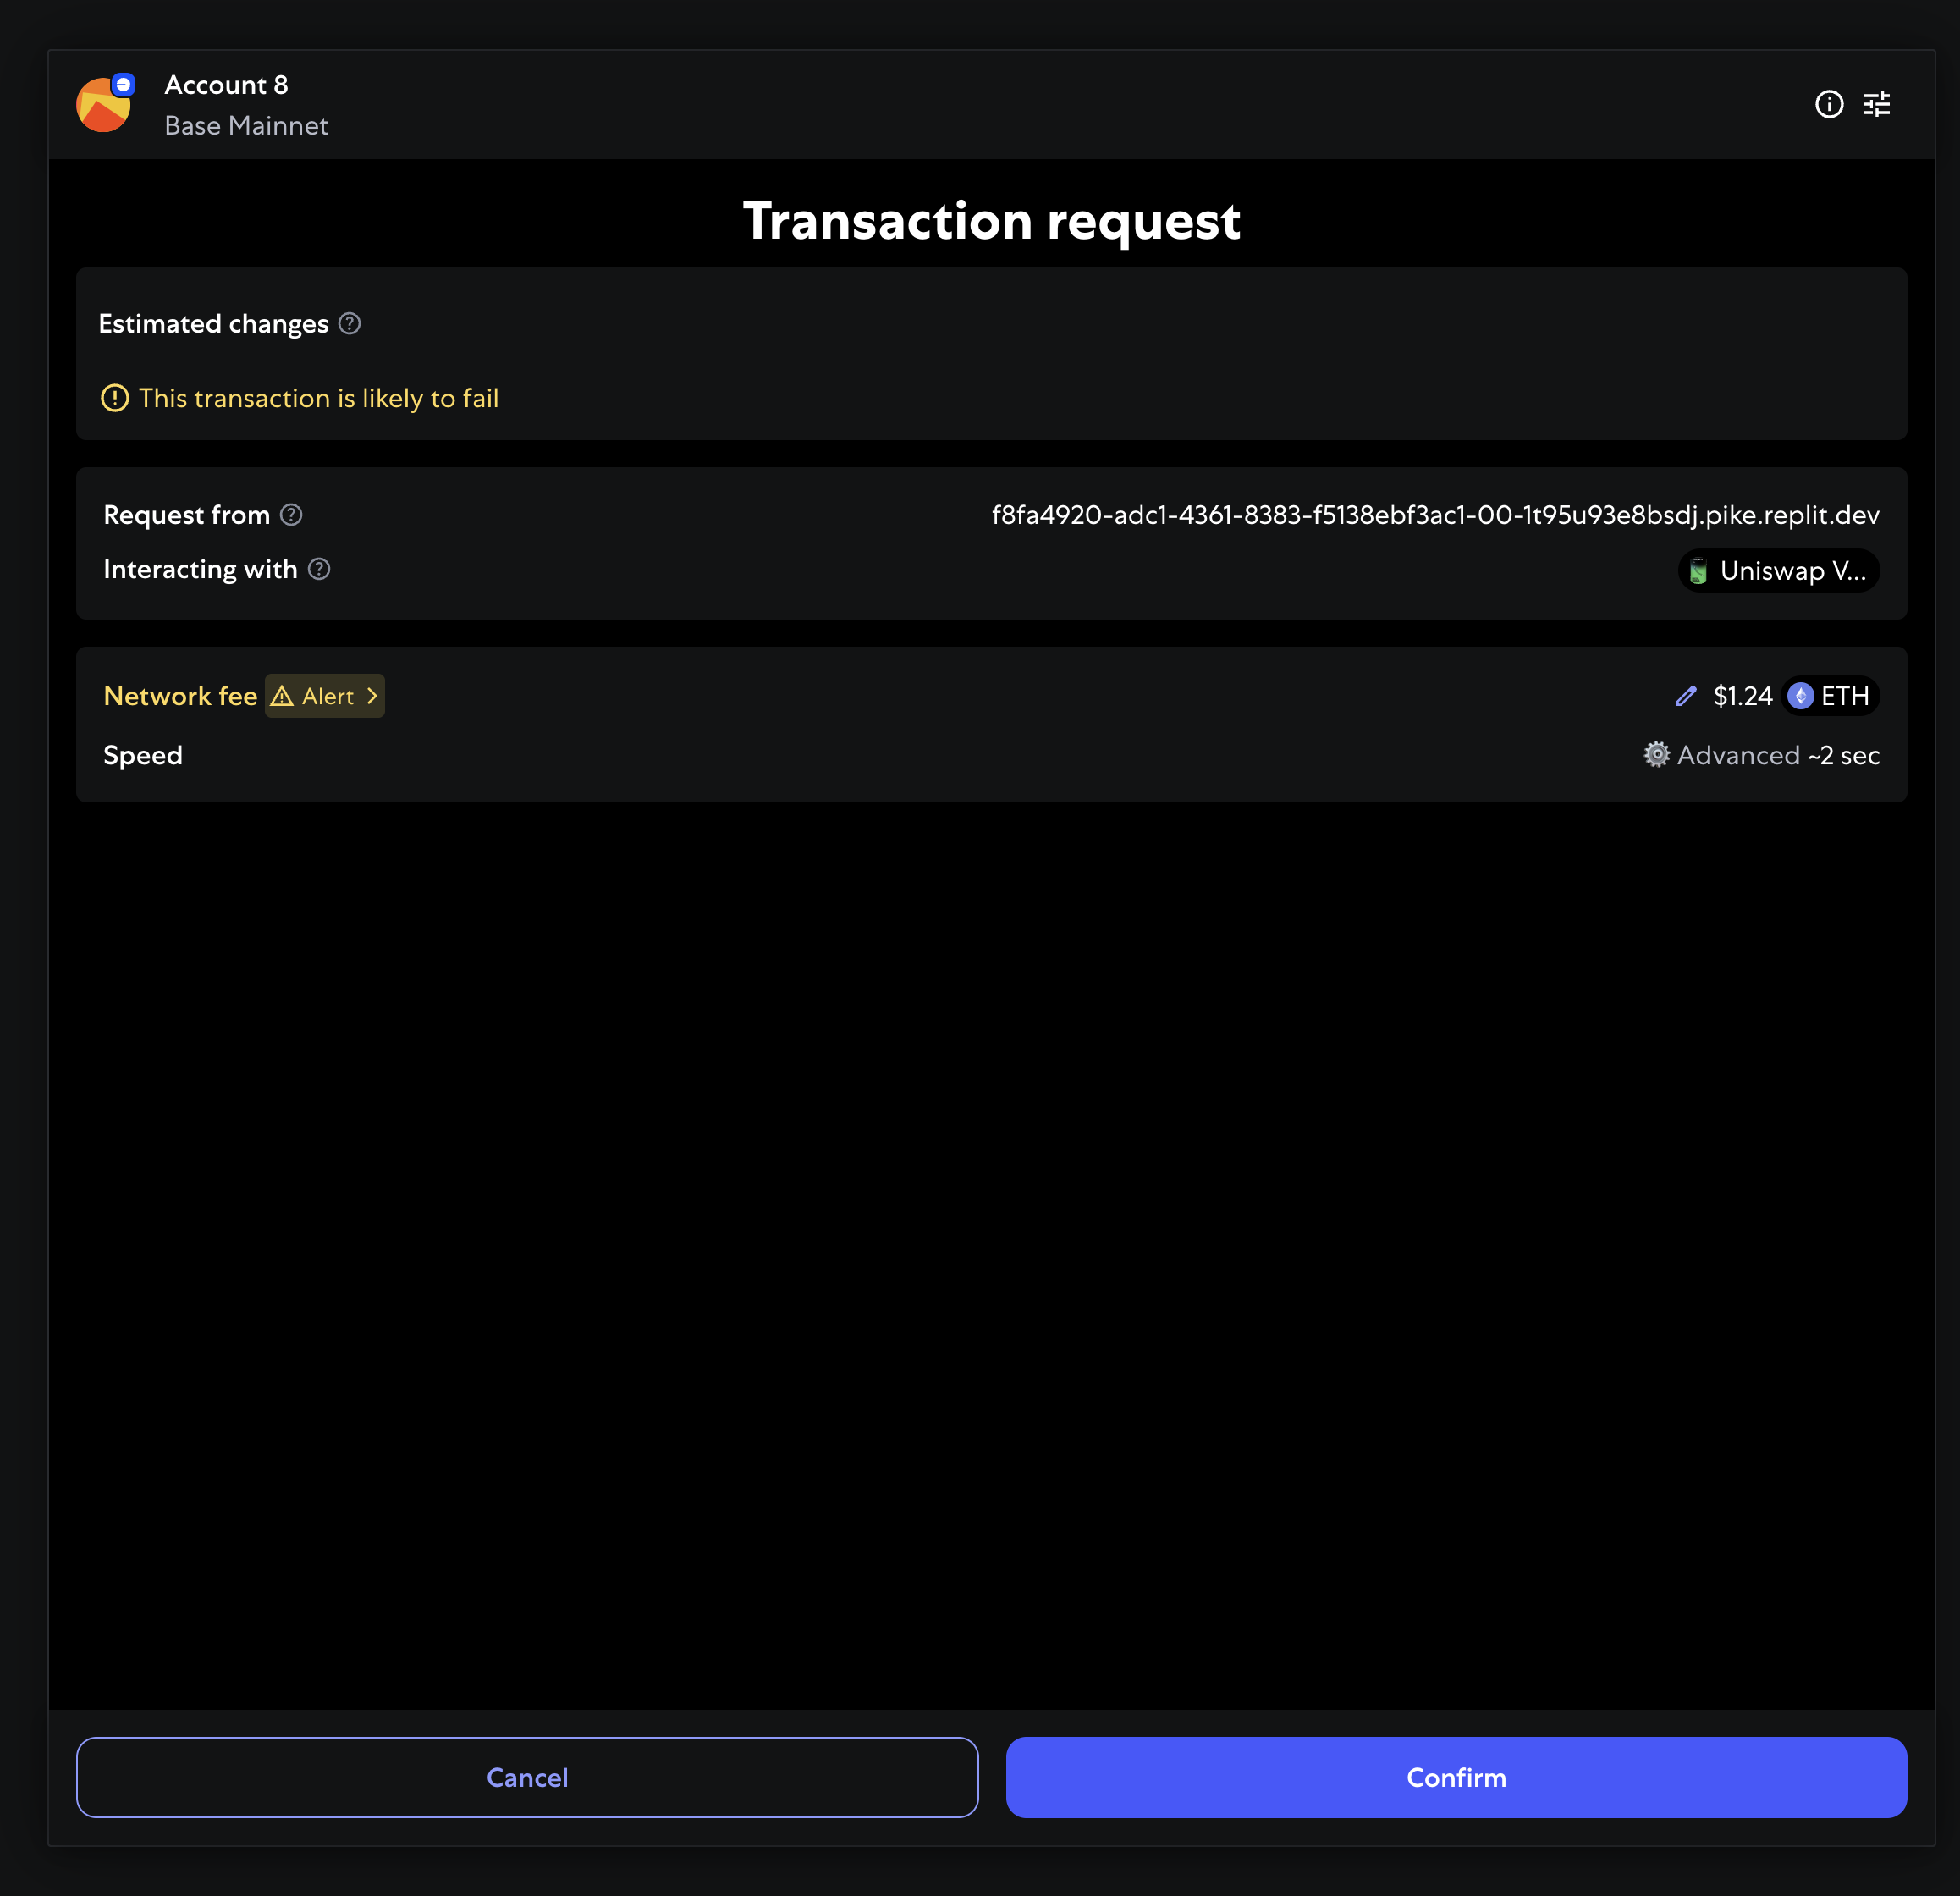 Account 8
Base Mainnet
Transaction request
Estimated changes
This transaction is likely to fail
Request from f8fa4920-adc1-4361-8383-f5138ebf3ac1-00-1t95u93e8bsdj.pike.replit.dev
Interacting with Uniswap V...
Network fee Alert $1.24 ETH
Speed Advanced ~2 sec
Cancel Confirm